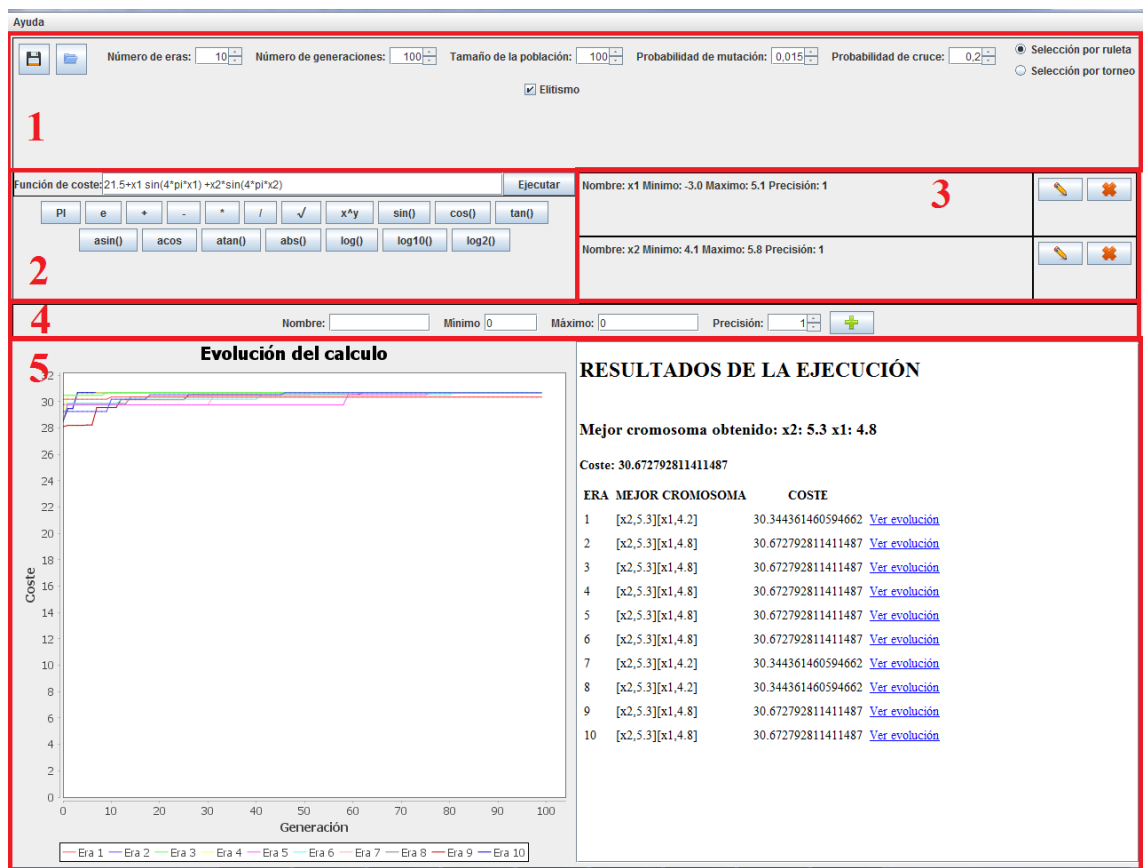 Ayuda
Número de eras: 10 Número de generaciones: 100 Tamaño de la población: 100 Probabilidad de mutación: 0,015 Probabilidad de cruce: 0,2 Selección por ruleta
Selección por torneo
Elitismo
1
Función de coste: 21.5+x1 sin(4*pi*x1) +x2*sin(4*pi*x2) Ejecutar
PI e + - * / √ x^y sin() cos() tan()
asin() acos atan() abs() log() log10() log2()
2
Nombre: x1 Minimo: -3.0 Maximo: 5.1 Precisión: 1
3
Nombre: x2 Minimo: 4.1 Maximo: 5.8 Precisión: 1
4
Nombre: Mínimo 0 Máximo: 0 Precisión: 1
5
Evolución del calculo
32
30
28
26
24
22
20
18
16
14
12
10
8
6
4
2
0
Coste
0 10 20 30 40 50 60 70 80 90 100
Generación
Era 1 Era 2 Era 3 Era 4 Era 5 Era 6 Era 7 Era 8 Era 9 Era 10
RESULTADOS DE LA EJECUCIÓN
Mejor cromosoma obtenido: x2: 5.3 x1: 4.8
Coste: 30.672792811411487
ERA MEJOR CROMOSOMA COSTE
1 [x2,5.3][x1,4.2] 30.344361460594662 Ver evolución
2 [x2,5.3][x1,4.8] 30.672792811411487 Ver evolución
3 [x2,5.3][x1,4.8] 30.672792811411487 Ver evolución
4 [x2,5.3][x1,4.8] 30.672792811411487 Ver evolución
5 [x2,5.3][x1,4.8] 30.672792811411487 Ver evolución
6 [x2,5.3][x1,4.8] 30.672792811411487 Ver evolución
7 [x2,5.3][x1,4.2] 30.344361460594662 Ver evolución
8 [x2,5.3][x1,4.2] 30.344361460594662 Ver evolución
9 [x2,5.3][x1,4.8] 30.672792811411487 Ver evolución
10 [x2,5.3][x1,4.8] 30.672792811411487 Ver evolución